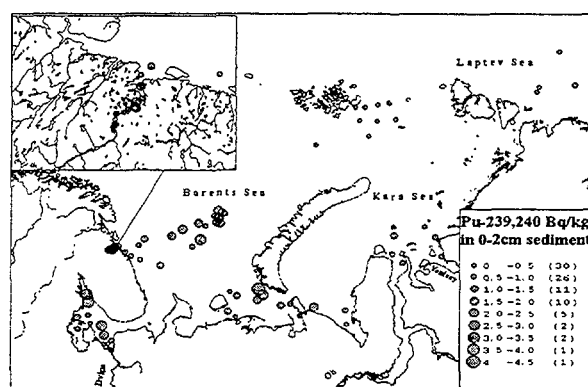 Laptev Sea
Barents Sea
Kara Sea
Pu-239,240 Bq/kg
in 0-2cm sediment
0 -0.5 (30)
0.5 -1.0 (26)
1.0 -1.5 (11)
1.5 -2.0 (10)
2.0 -2.5 (5)
2.5 -3.0 (2)
3.0 -3.5 (2)
3.5 -4.0 (1)
4 -4.5 (1)
Yenisey
Dvina